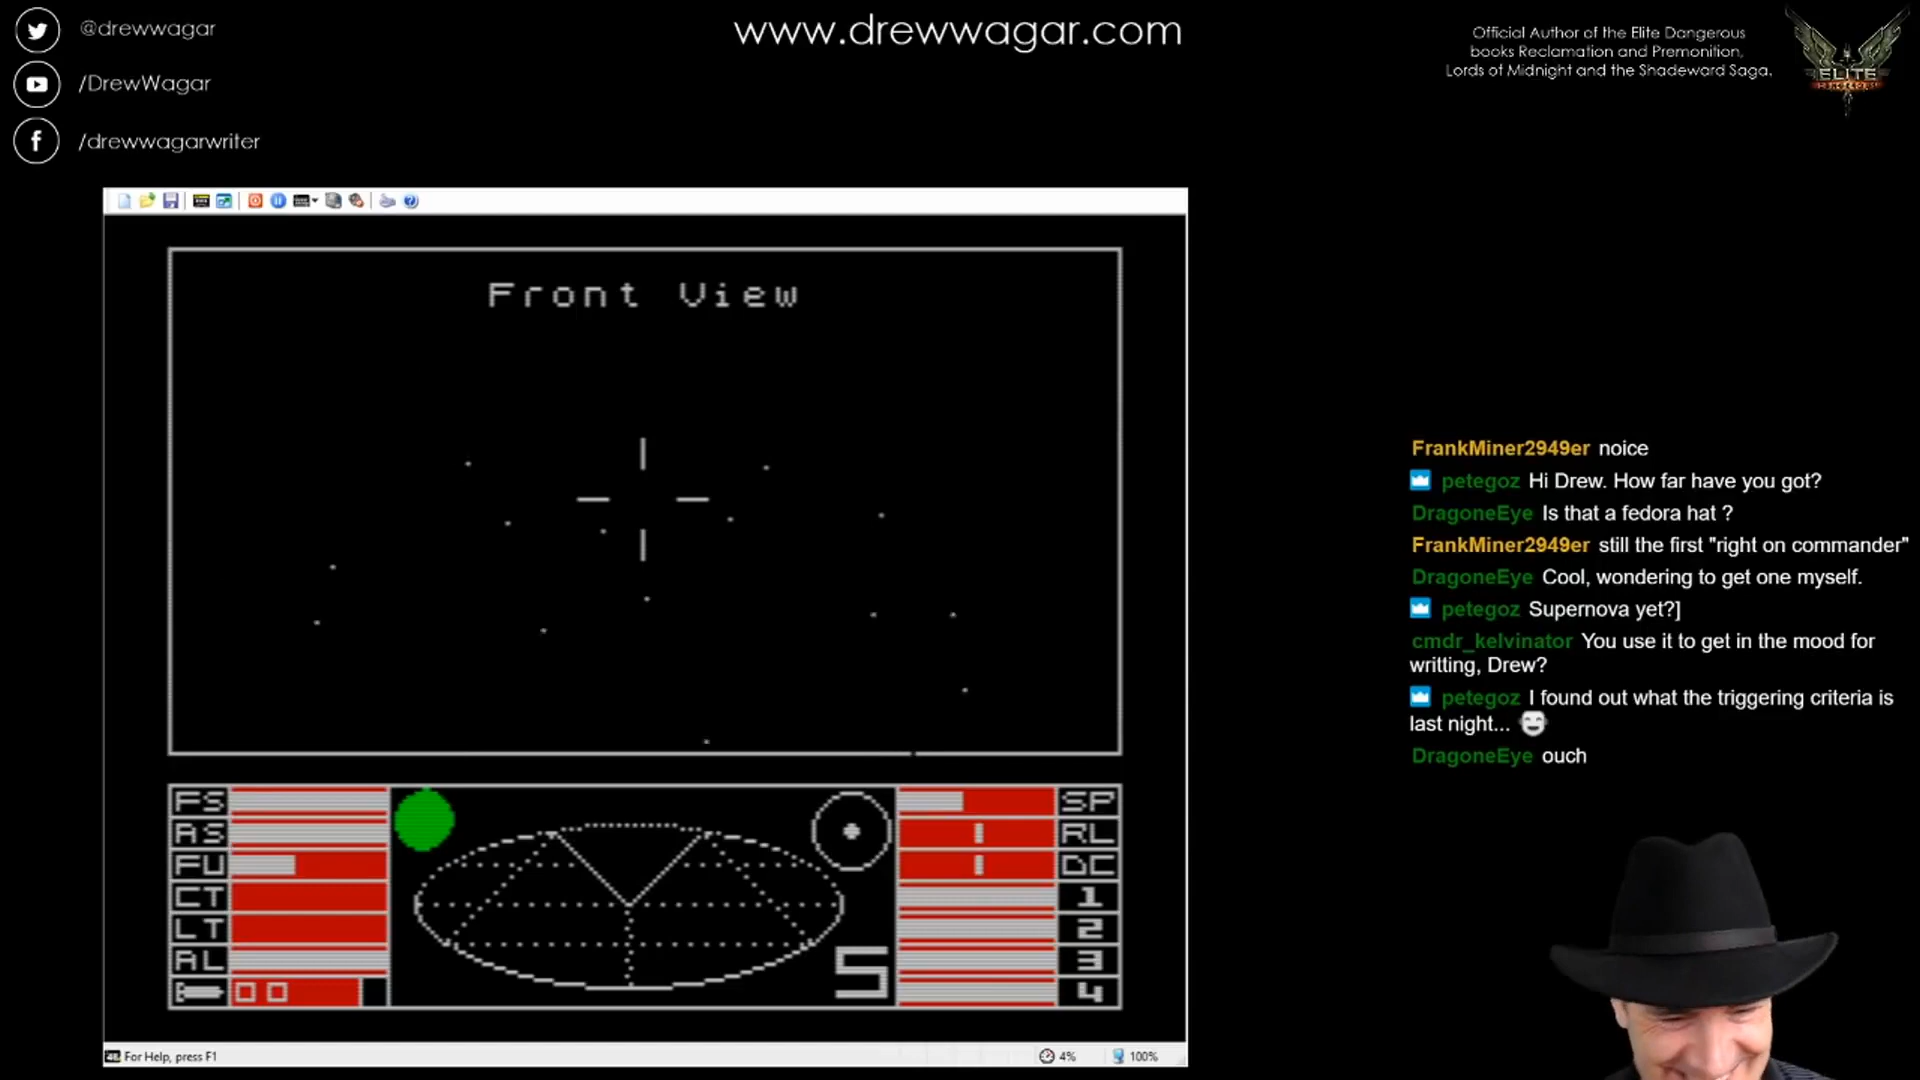 @drewwagar
/DrewWagar
/drewwagarwriter
www.drewwagar.com
Official Author of the Elite Dangerous
books Reclamation and Premonition,
Lords of Midnight and the Shadeward Saga.
ELITE
Front View
FS
AS
FU
CT
LT
AL
S
SP
RL
DC
1
2
3
4
For Help, press F1
4%
100%
FrankMiner2949er noice
petegoz Hi Drew. How far have you got?
DragoneEye Is that a fedora hat ?
FrankMiner2949er still the first "right on commander"
DragoneEye Cool, wondering to get one myself.
petegoz Supernova yet?]
cmdr_kelvinator You use it to get in the mood for
writting, Drew?
petegoz I found out what the triggering criteria is
last night...
DragoneEye ouch